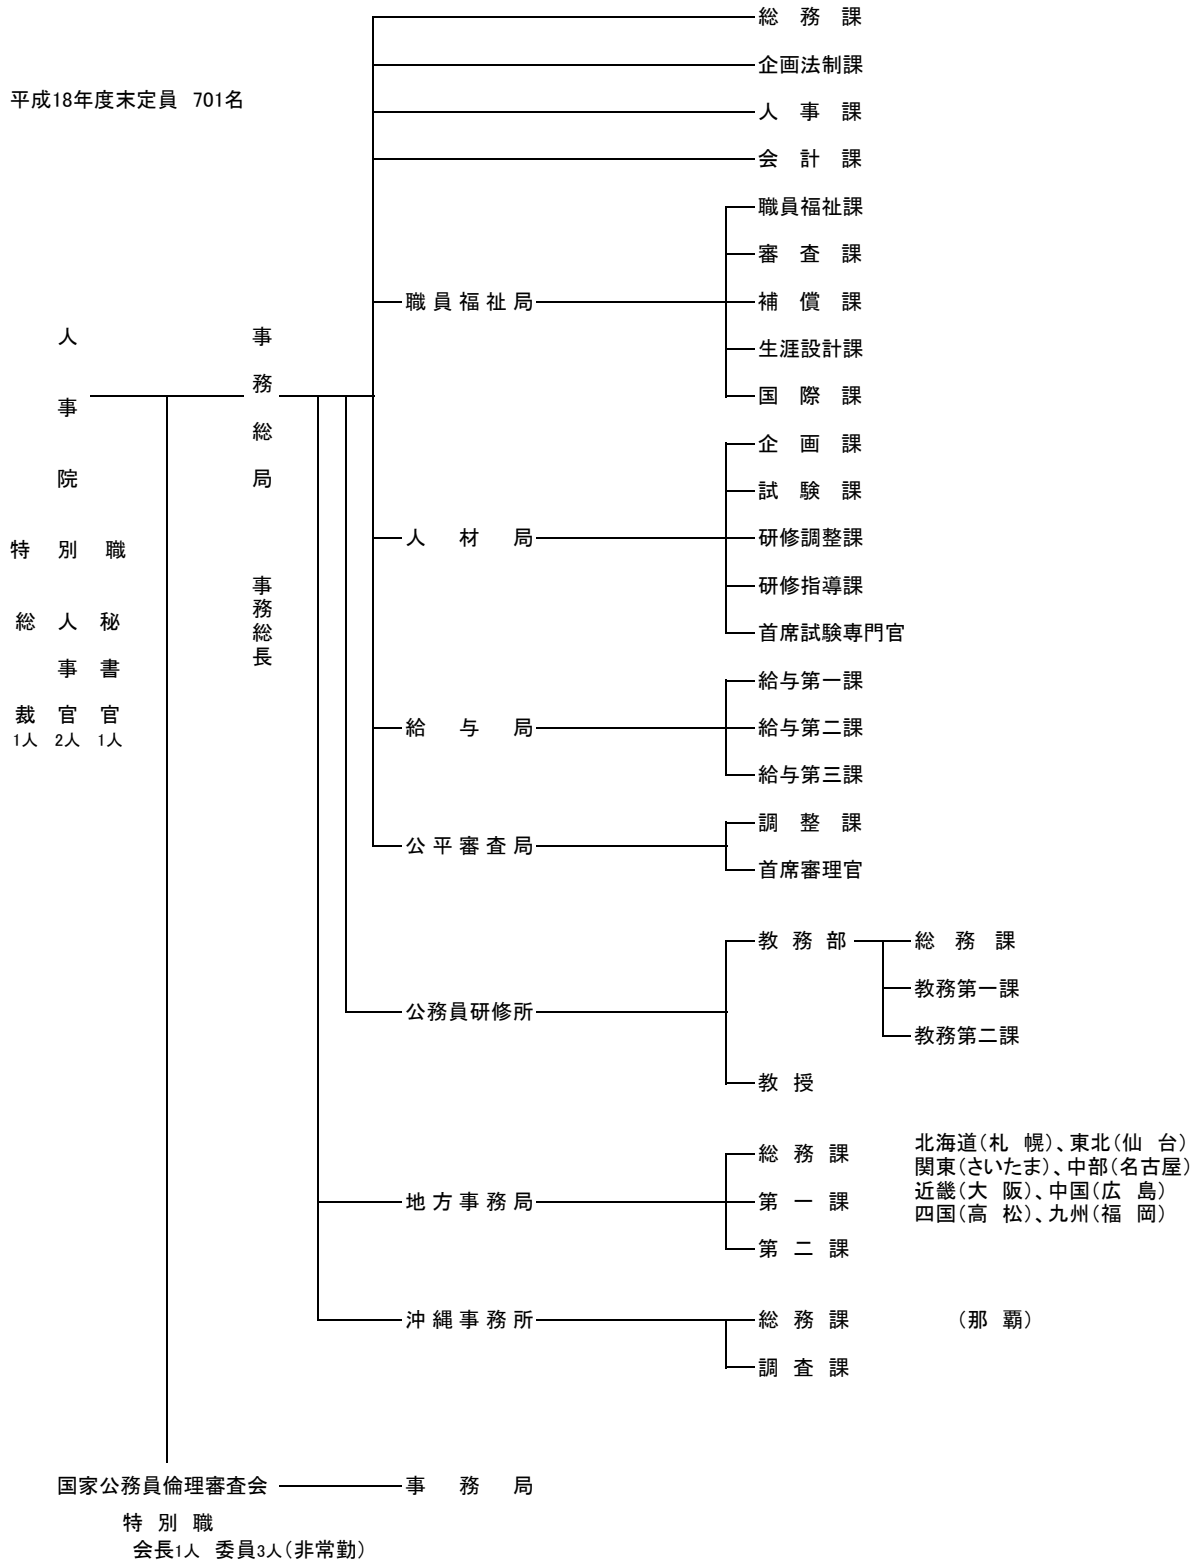 平成18年度末定員 701名
人事院
特別職
総裁 1人
人事官 2人
秘書官 1人
事務総局
事務総長
総務課
企画法制課
人事課
会計課
職員福祉局
職員福祉課
審査課
補償課
生涯設計課
国際課
人材局
企画課
試験課
研修調整課
研修指導課
首席試験専門官
給与局
給与第一課
給与第二課
給与第三課
公平審査局
調整課
首席審理官
公務員研修所
教務部
総務課
教務第一課
教務第二課
教授
地方事務局
総務課
第一課
第二課
北海道(札 幌)、東北(仙 台)
関東(さいたま)、中部(名古屋)
近畿(大 阪)、中国(広 島)
四国(高 松)、九州(福 岡)
沖縄事務所
総務課
調査課
(那 覇)
国家公務員倫理審査会
事務局
特別職
会長1人 委員3人(非常勤)